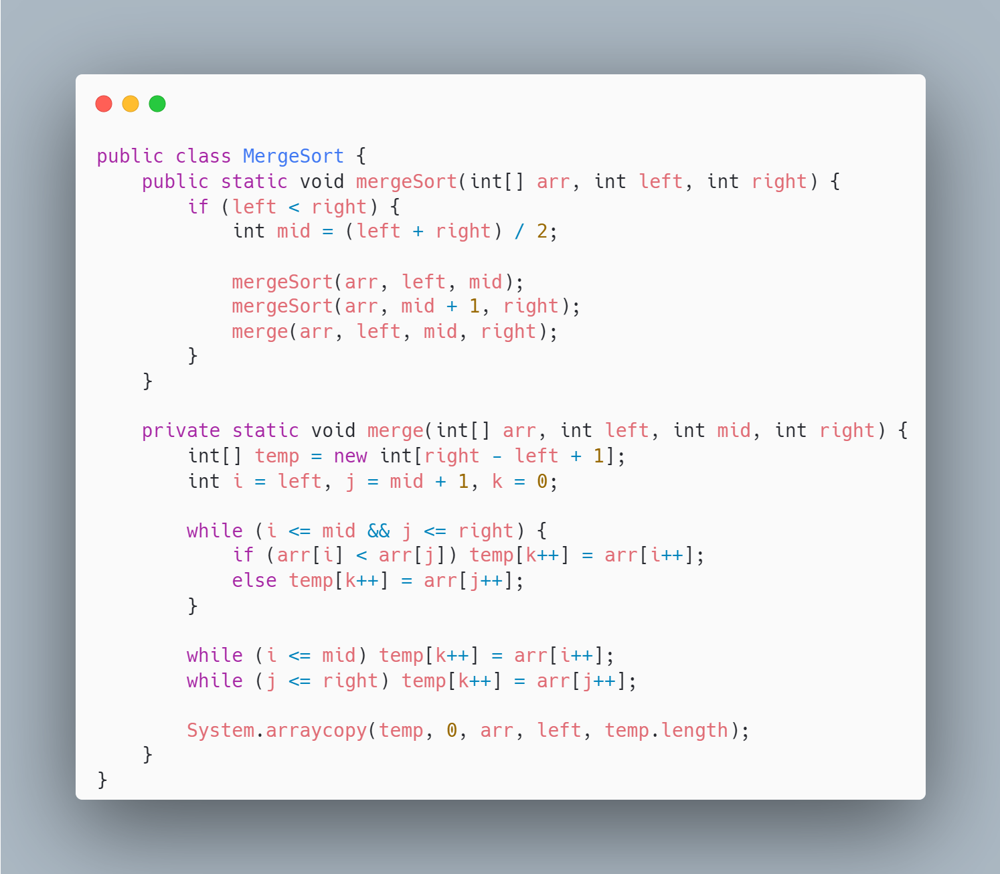 public class MergeSort {
    public static void mergeSort(int[] arr, int left, int right) {
        if (left < right) {
            int mid = (left + right) / 2;

            mergeSort(arr, left, mid);
            mergeSort(arr, mid + 1, right);
            merge(arr, left, mid, right);
        }
    }

    private static void merge(int[] arr, int left, int mid, int right) {
        int[] temp = new int[right - left + 1];
        int i = left, j = mid + 1, k = 0;

        while (i <= mid && j <= right) {
            if (arr[i] < arr[j]) temp[k++] = arr[i++];
            else temp[k++] = arr[j++];
        }

        while (i <= mid) temp[k++] = arr[i++];
        while (j <= right) temp[k++] = arr[j++];

        System.arraycopy(temp, 0, arr, left, temp.length);
    }
}